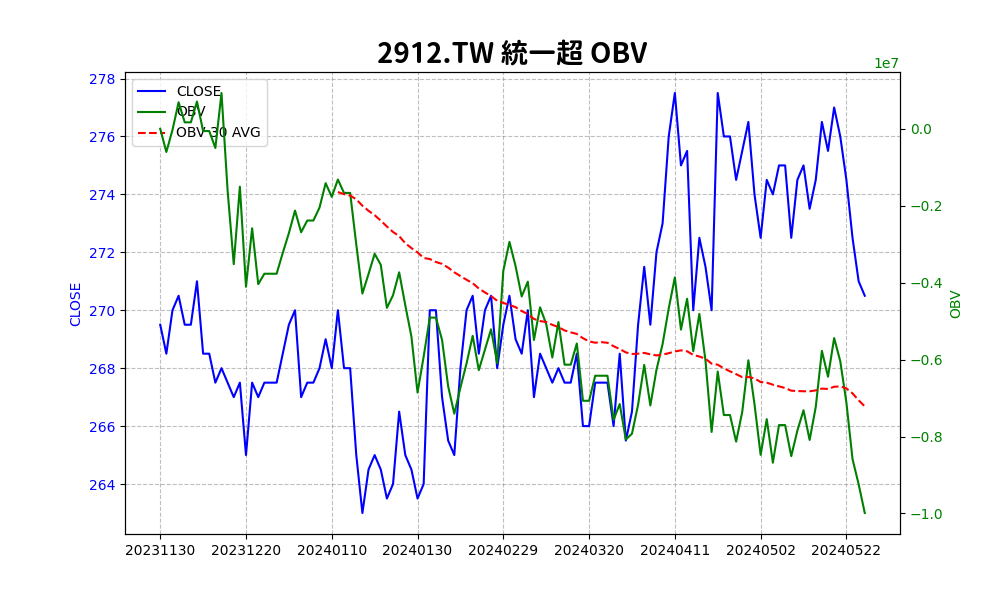 2912.TW 統一超 OBV
1e7
278
276
274
272
270
268
266
264
CLOSE
CLOSE
OBV
OBV 30 AVG
0.0
−0.2
−0.4
−0.6
−0.8
−1.0
OBV
20231130 20231220 20240110 20240130 20240229 20240320 20240411 20240502 20240522